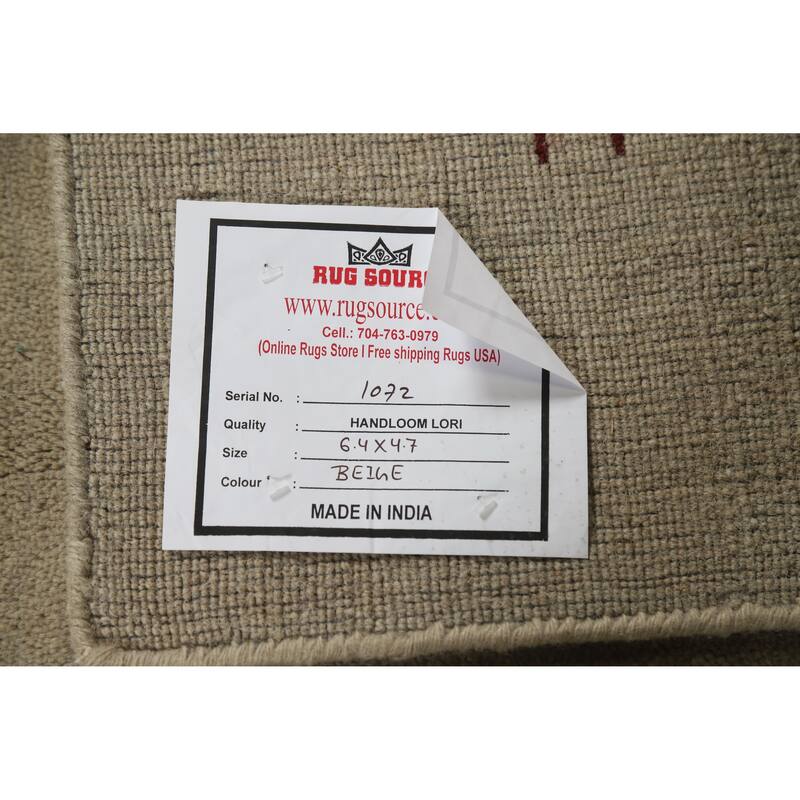 RUG SOUR
www.rugsource.
Cell.: 704-763-0979
(Online Rugs Store I Free shipping Rugs USA)
Serial No. : 1072
Quality : HANDLOOM LORI
Size : 6.4X4.7
Colour : BEIGE
MADE IN INDIA